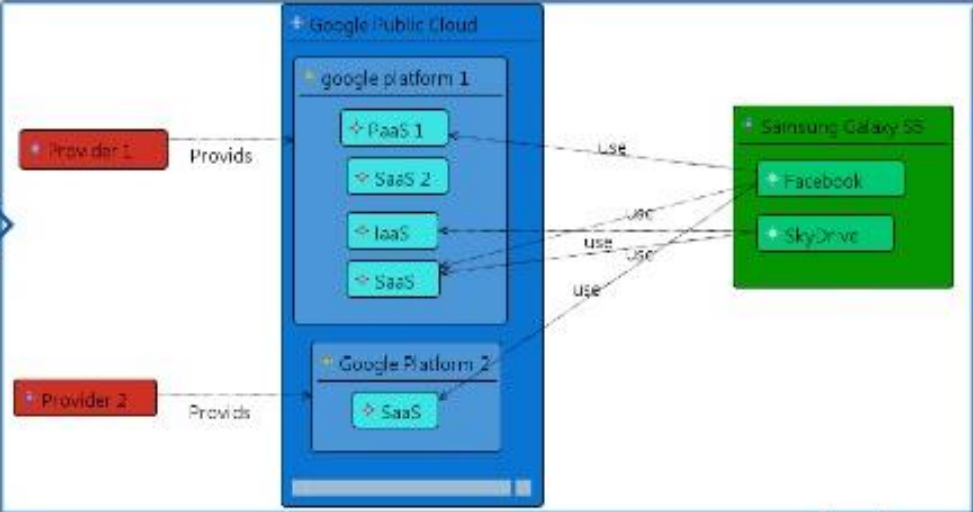 Google Public Cloud
google platform 1
PaaS 1
SaaS 2
IaaS
SaaS
Google Platform 2
SaaS
Provider 1
Provids
Provider 2
Provids
Samsung Galaxy S5
Facebook
SkyDrive
use
use
use
use
use